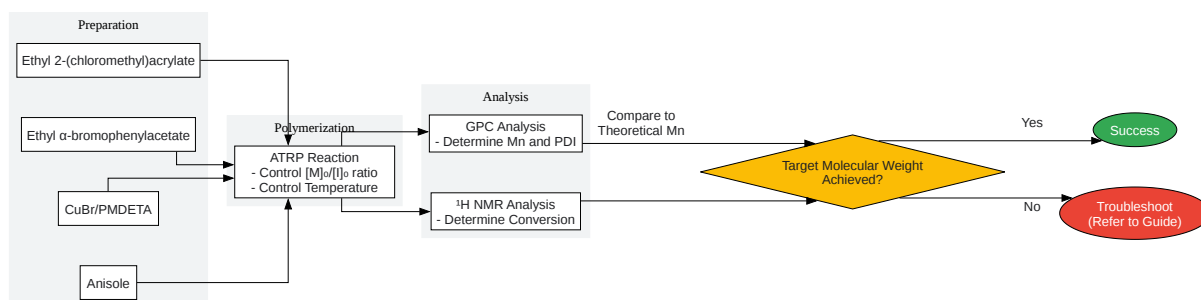 Preparation
Ethyl 2-(chloromethyl)acrylate
Ethyl α-bromophenylacetate
CuBr/PMDETA
Anisole
Polymerization
ATRP Reaction
- Control [M]₀/[I]₀ ratio
- Control Temperature
Analysis
GPC Analysis
- Determine Mn and PDI
¹H NMR Analysis
- Determine Conversion
Compare to
Theoretical Mn
Target Molecular Weight
Achieved?
Yes
Success
No
Troubleshoot
(Refer to Guide)